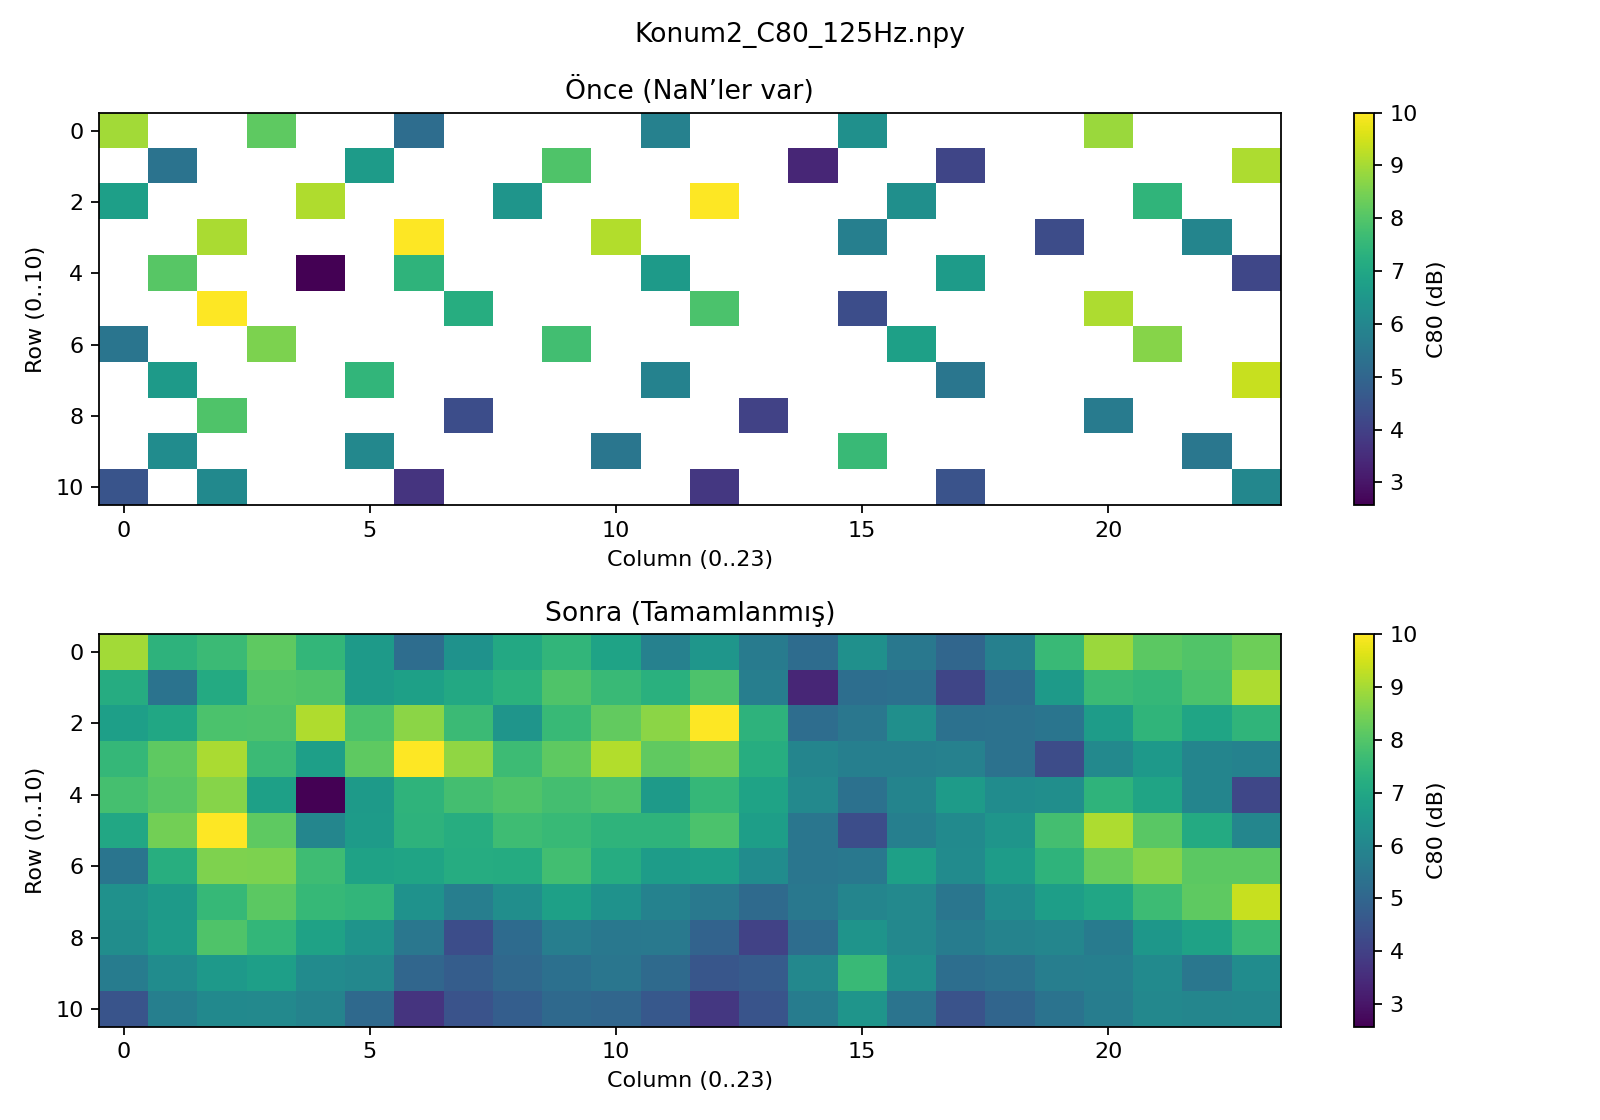 Konum2_C80_125Hz.npy
Önce (NaN’ler var)
0
2
4
6
8
10
Row (0..10)
0 5 10 15 20
Column (0..23)
10
9
8
7
6
5
4
3
C80 (dB)
Sonra (Tamamlanmış)
0
2
4
6
8
10
Row (0..10)
0 5 10 15 20
Column (0..23)
10
9
8
7
6
5
4
3
C80 (dB)